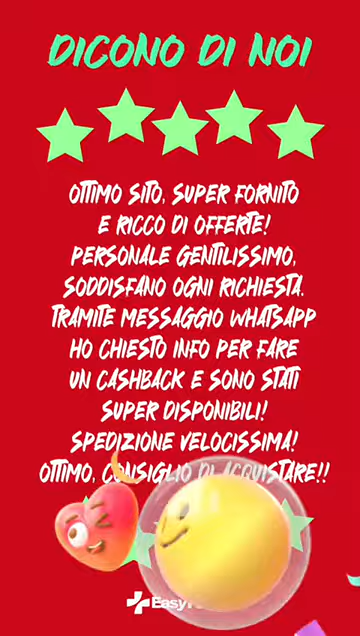 DICONO DI NOI
OTTIMO SITO, SUPER FORNITO
E RICCO DI OFFERTE!
PERSONALE GENTILISSIMO,
SODDISFANO OGNI RICHIESTA.
TRAMITE MESSAGGIO WHATSAPP
HO CHIESTO INFO PER FARE
UN CASHBACK E SONO STATI
SUPER DISPONIBILI!
SPEDIZIONE VELOCISSIMA!
OTTIMO, CONSIGLIO DI ACQUISTARE!!